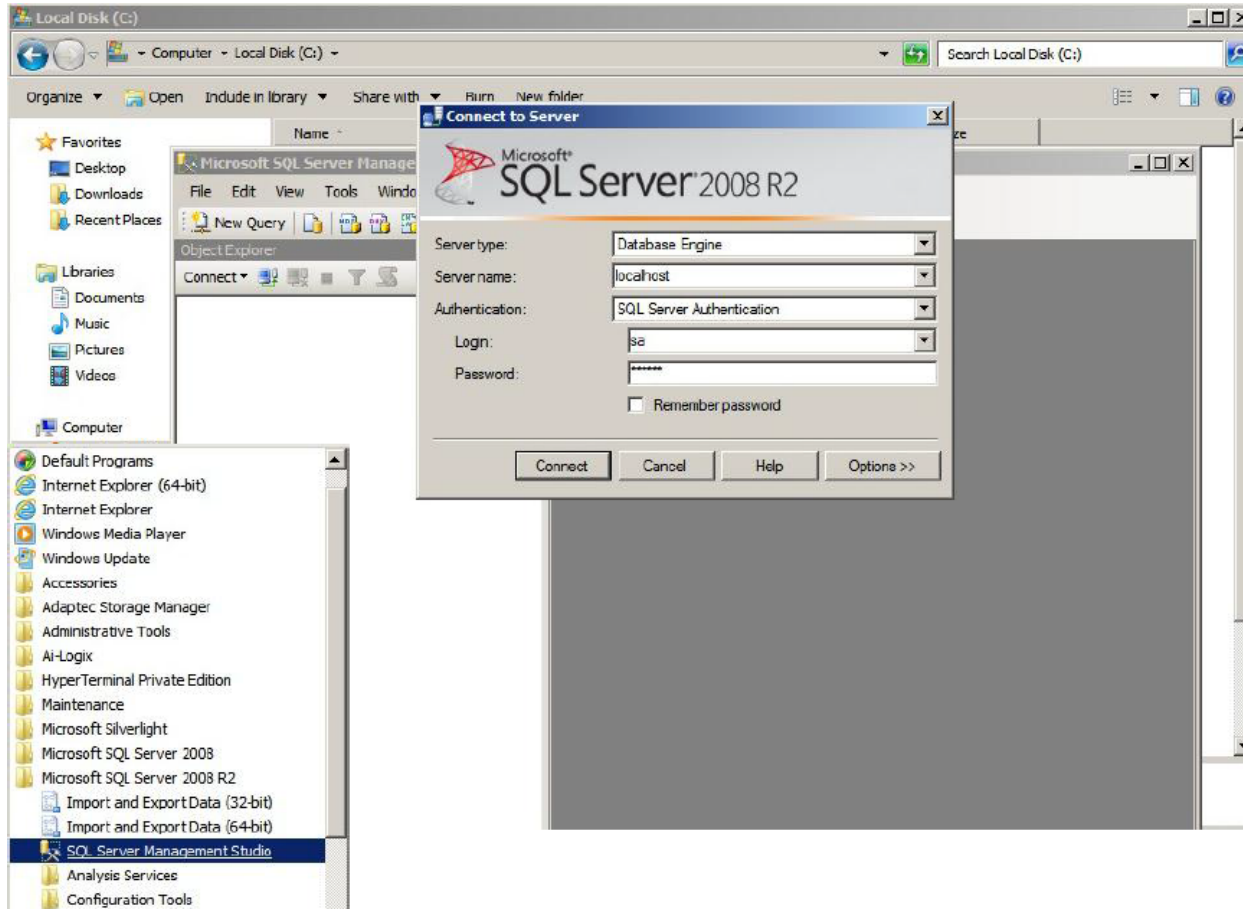 Local Disk (C:)
Computer - Local Disk (C:)
Search Local Disk (C:)
Organize
Open
Include in library
Share with
Burn
New folder
Favorites
Desktop
Downloads
Recent Places
Libraries
Documents
Music
Pictures
Videos
Computer
Name
ze
Microsoft SQL Server Manage
File Edit View Tools Windo
New Query
Object Explorer
Connect
Connect to Server
Microsoft
SQL Server 2008 R2
Server type: Database Engine
Server name: localhost
Authentication: SQL Server Authentication
Login: sa
Password: ******
Remember password
Connect Cancel Help Options >>
Default Programs
Internet Explorer (64-bit)
Internet Explorer
Windows Media Player
Windows Update
Accessories
Adaptec Storage Manager
Administrative Tools
Ai-Logix
HyperTerminal Private Edition
Maintenance
Microsoft Silverlight
Microsoft SQL Server 2008
Microsoft SQL Server 2008 R2
Import and Export Data (32-bit)
Import and Export Data (64-bit)
SQL Server Management Studio
Analysis Services
Configuration Tools